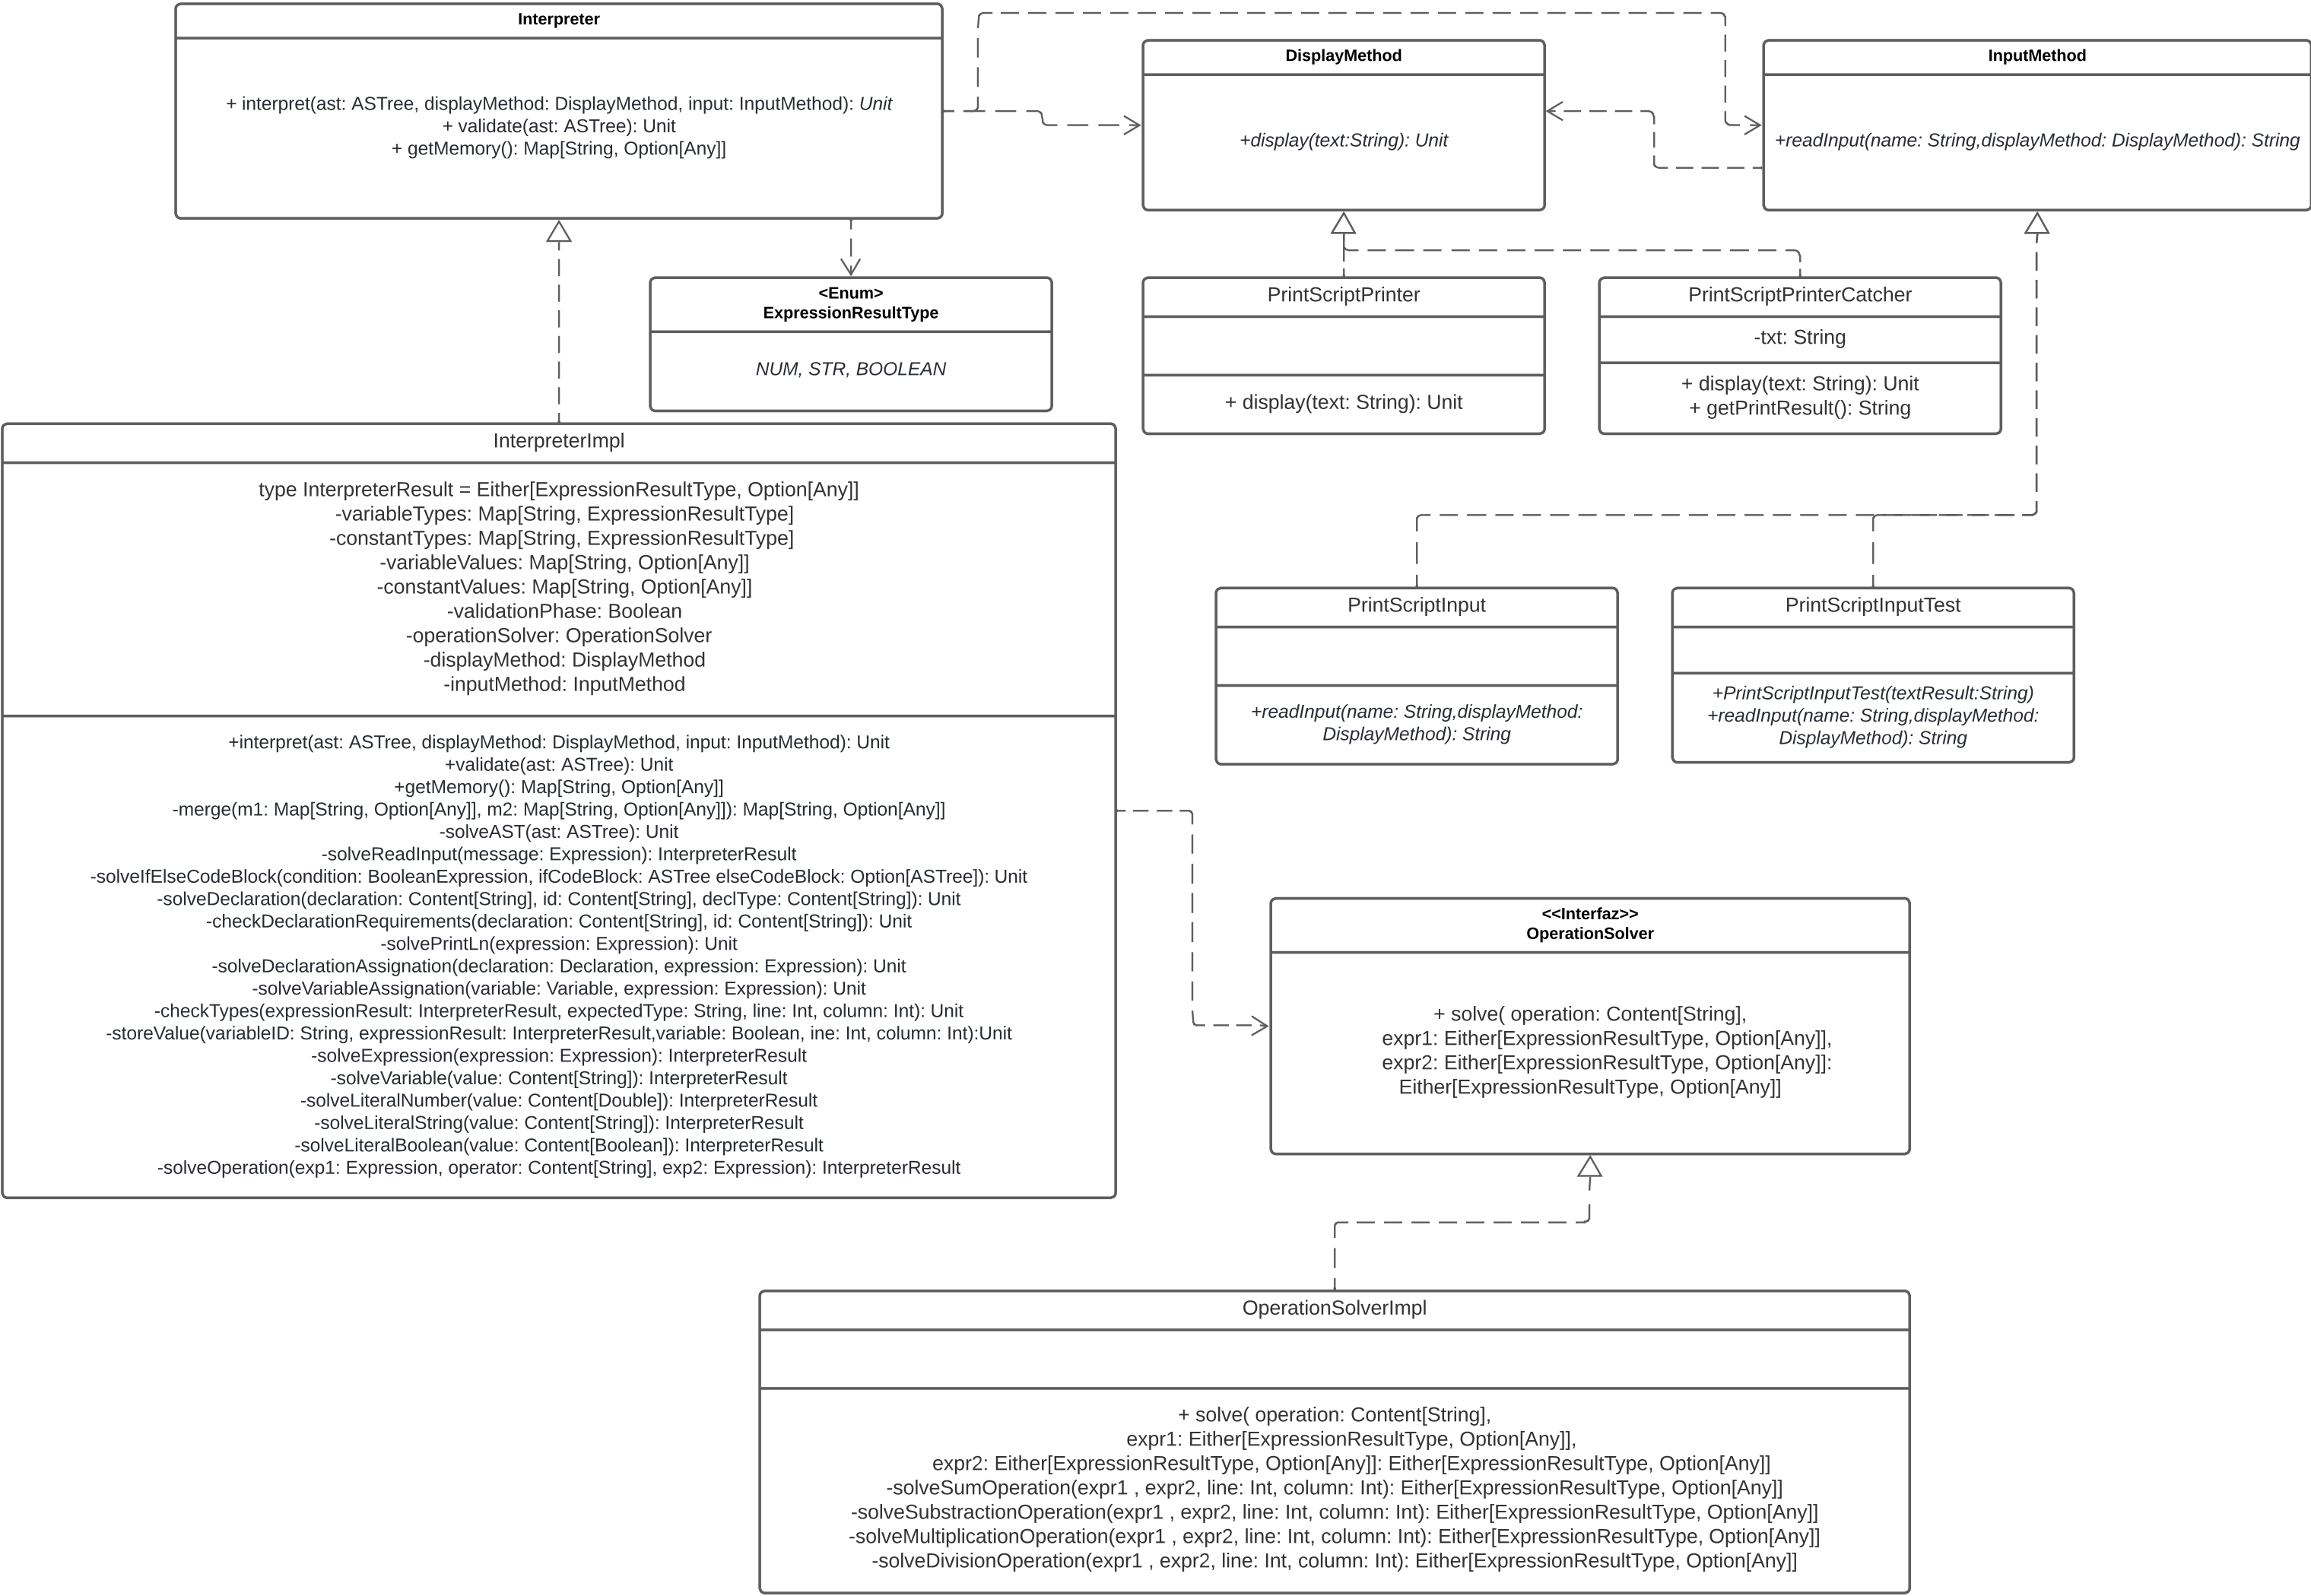 Interpreter
+ interpret(ast: ASTree, displayMethod: DisplayMethod, input: InputMethod): Unit
+ validate(ast: ASTree): Unit
+ getMemory(): Map[String, Option[Any]]
DisplayMethod
+display(text:String): Unit
InputMethod
+readInput(name: String,displayMethod: DisplayMethod): String
<Enum>
ExpressionResultType
NUM, STR, BOOLEAN
PrintScriptPrinter
+ display(text: String): Unit
PrintScriptPrinterCatcher
-txt: String
+ display(text: String): Unit
+ getPrintResult(): String
InterpreterImpl
type InterpreterResult = Either[ExpressionResultType, Option[Any]]
-variableTypes: Map[String, ExpressionResultType]
-constantTypes: Map[String, ExpressionResultType]
-variableValues: Map[String, Option[Any]]
-constantValues: Map[String, Option[Any]]
-validationPhase: Boolean
-operationSolver: OperationSolver
-displayMethod: DisplayMethod
-inputMethod: InputMethod
+interpret(ast: ASTree, displayMethod: DisplayMethod, input: InputMethod): Unit
+validate(ast: ASTree): Unit
+getMemory(): Map[String, Option[Any]]
-merge(m1: Map[String, Option[Any]], m2: Map[String, Option[Any]]): Map[String, Option[Any]]
-solveAST(ast: ASTree): Unit
-solveReadInput(message: Expression): InterpreterResult
-solveIfElseCodeBlock(condition: BooleanExpression, ifCodeBlock: ASTree elseCodeBlock: Option[ASTree]): Unit
-solveDeclaration(declaration: Content[String], id: Content[String], declType: Content[String]): Unit
-checkDeclarationRequirements(declaration: Content[String], id: Content[String]): Unit
-solvePrintLn(expression: Expression): Unit
-solveDeclarationAssignation(declaration: Declaration, expression: Expression): Unit
-solveVariableAssignation(variable: Variable, expression: Expression): Unit
-checkTypes(expressionResult: InterpreterResult, expectedType: String, line: Int, column: Int): Unit
-storeValue(variableID: String, expressionResult: InterpreterResult,variable: Boolean, ine: Int, column: Int):Unit
-solveExpression(expression: Expression): InterpreterResult
-solveVariable(value: Content[String]): InterpreterResult
-solveLiteralNumber(value: Content[Double]): InterpreterResult
-solveLiteralString(value: Content[String]): InterpreterResult
-solveLiteralBoolean(value: Content[Boolean]): InterpreterResult
-solveOperation(exp1: Expression, operator: Content[String], exp2: Expression): InterpreterResult
PrintScriptInput
+readInput(name: String,displayMethod:
DisplayMethod): String
PrintScriptInputTest
+PrintScriptInputTest(textResult:String)
+readInput(name: String,displayMethod:
DisplayMethod): String
<<Interfaz>>
OperationSolver
+ solve( operation: Content[String],
expr1: Either[ExpressionResultType, Option[Any]],
expr2: Either[ExpressionResultType, Option[Any]]:
Either[ExpressionResultType, Option[Any]]
OperationSolverImpl
+ solve( operation: Content[String],
expr1: Either[ExpressionResultType, Option[Any]],
expr2: Either[ExpressionResultType, Option[Any]]: Either[ExpressionResultType, Option[Any]]
-solveSumOperation(expr1 , expr2, line: Int, column: Int): Either[ExpressionResultType, Option[Any]]
-solveSubstractionOperation(expr1 , expr2, line: Int, column: Int): Either[ExpressionResultType, Option[Any]]
-solveMultiplicationOperation(expr1 , expr2, line: Int, column: Int): Either[ExpressionResultType, Option[Any]]
-solveDivisionOperation(expr1 , expr2, line: Int, column: Int): Either[ExpressionResultType, Option[Any]]